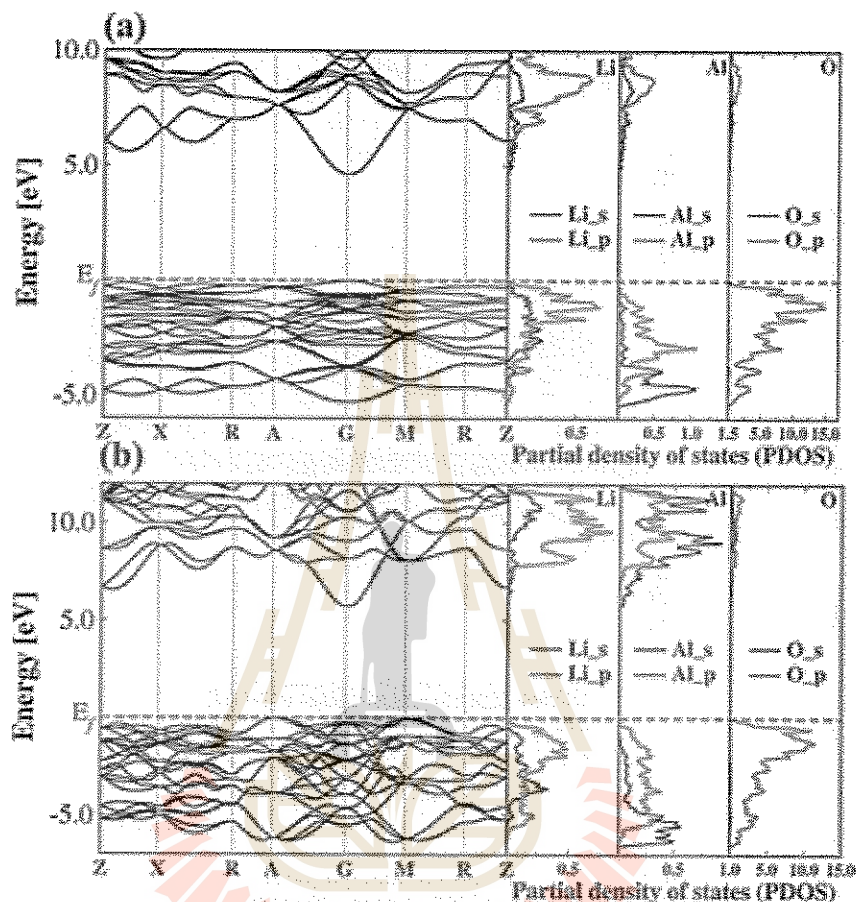 (a)
10.0
5.0
E_f
-5.0
Energy [eV]
Z X R A G M R Z
Li Al O
Li_s Al_s O_s
Li_p Al_p O_p
0.5 0.5 1.0 1.5 5.0 10.0 15.0
Partial density of states (PDOS)
(b)
10.0
5.0
E_f
-5.0
Energy [eV]
Z X R A G M R Z
Li Al O
Li_s Al_s O_s
Li_p Al_p O_p
0.5 0.5 1.0 5.0 10.0 15.0
Partial density of states (PDOS)